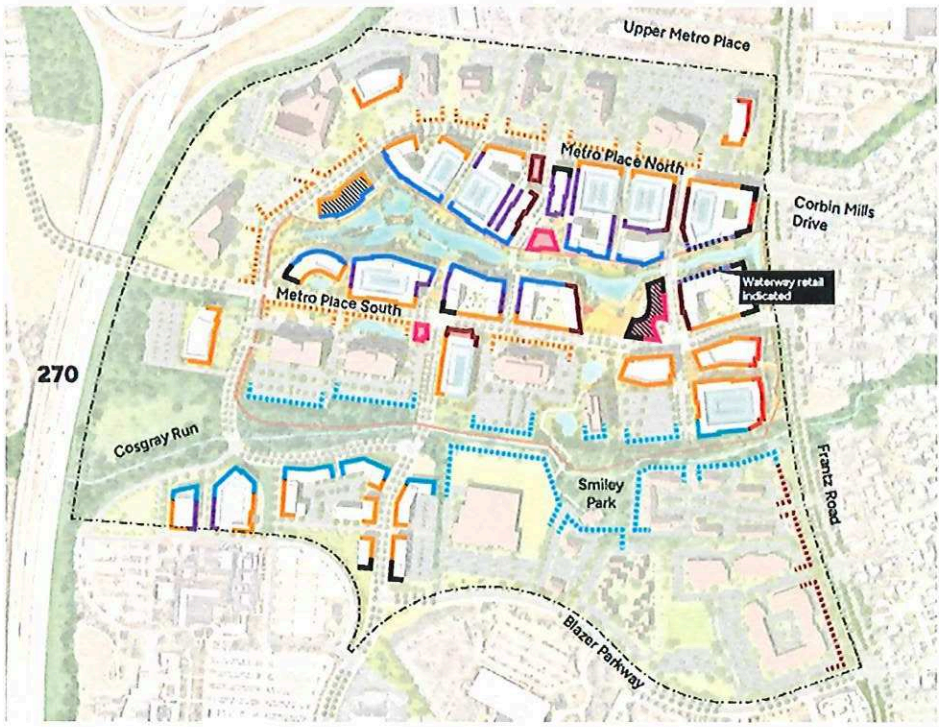 Upper Metro Place
Metro Place North
Corbin Mills
Drive
Waterway retail
indicated
Metro Place South
270
Cosgray Run
Smiley
Park
Frantz Road
Blazer Parkway